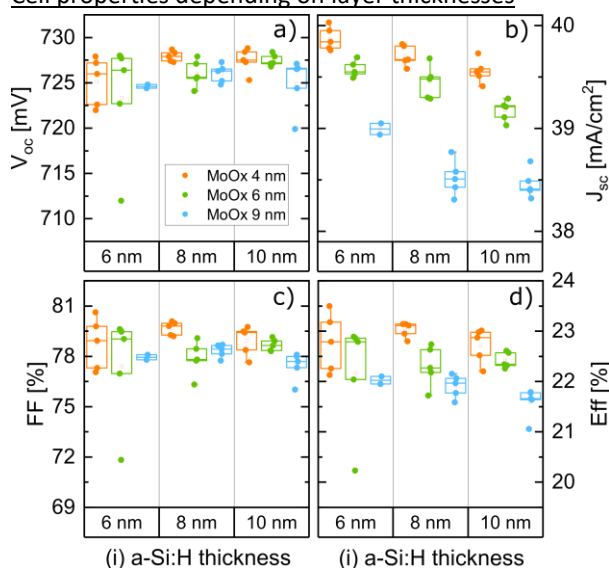 Cell properties depending on layer thicknesses
a)
b)
730
725
720
715
710
Voc [mV]
MoOx 4 nm
MoOx 6 nm
MoOx 9 nm
40
39
38
Jsc [mA/cm²]
6 nm 8 nm 10 nm
6 nm 8 nm 10 nm
c)
d)
81
78
75
72
69
FF [%]
24
23
22
21
20
Eff [%]
6 nm 8 nm 10 nm
6 nm 8 nm 10 nm
(i) a-Si:H thickness
(i) a-Si:H thickness